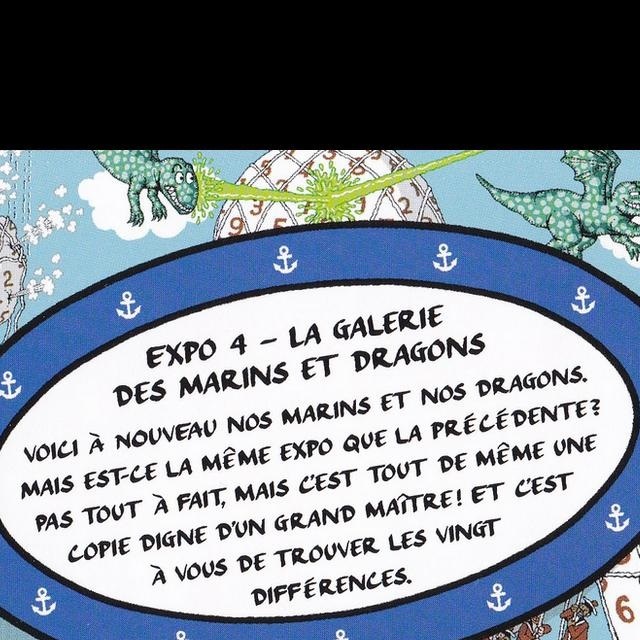 EXPO 4 – LA GALERIE
DES MARINS ET DRAGONS
VOICI À NOUVEAU NOS MARINS ET NOS DRAGONS.
MAIS EST-CE LA MÊME EXPO QUE LA PRÉCÉDENTE?
PAS TOUT À FAIT, MAIS C'EST TOUT DE MÊME UNE
COPIE DIGNE D'UN GRAND MAÎTRE! ET C'EST
À VOUS DE TROUVER LES VINGT
DIFFÉRENCES.